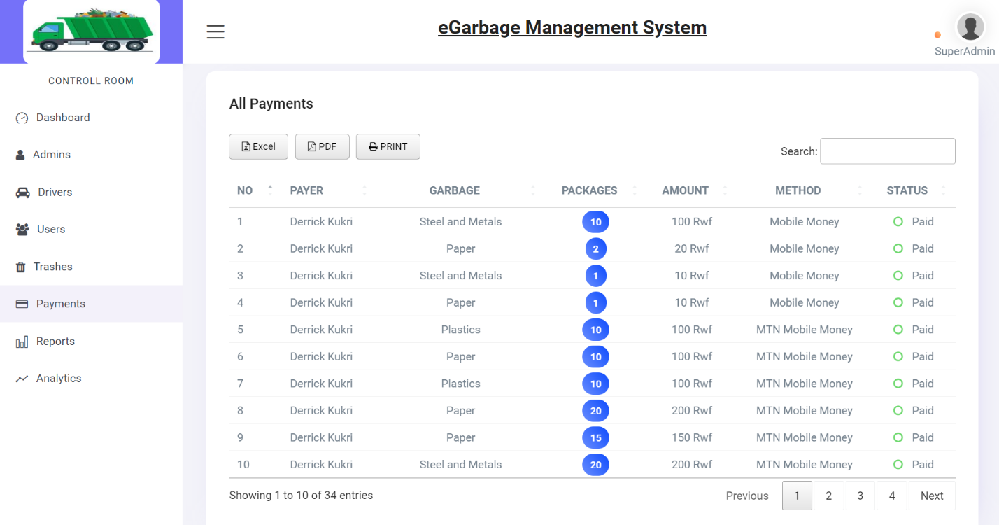 eGarbage Management System
SuperAdmin
CONTROLL ROOM
Dashboard
Admins
Drivers
Users
Trashes
Payments
Reports
Analytics
All Payments
Excel PDF PRINT
Search:
NO PAYER GARBAGE PACKAGES AMOUNT METHOD STATUS
1 Derrick Kukri Steel and Metals 10 100 Rwf Mobile Money Paid
2 Derrick Kukri Paper 2 20 Rwf Mobile Money Paid
3 Derrick Kukri Steel and Metals 1 10 Rwf Mobile Money Paid
4 Derrick Kukri Paper 1 10 Rwf Mobile Money Paid
5 Derrick Kukri Plastics 10 100 Rwf MTN Mobile Money Paid
6 Derrick Kukri Paper 10 100 Rwf MTN Mobile Money Paid
7 Derrick Kukri Plastics 10 100 Rwf MTN Mobile Money Paid
8 Derrick Kukri Paper 20 200 Rwf MTN Mobile Money Paid
9 Derrick Kukri Paper 15 150 Rwf MTN Mobile Money Paid
10 Derrick Kukri Steel and Metals 20 200 Rwf MTN Mobile Money Paid
Showing 1 to 10 of 34 entries
Previous 1 2 3 4 Next